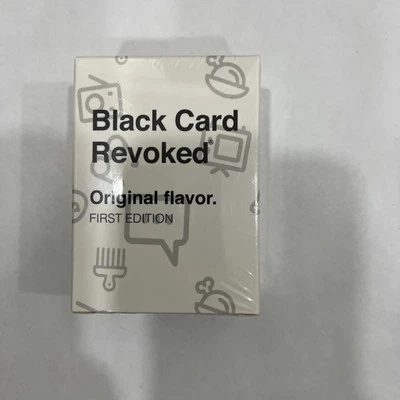 Black Card
Revoked
Original flavor.
FIRST EDITION